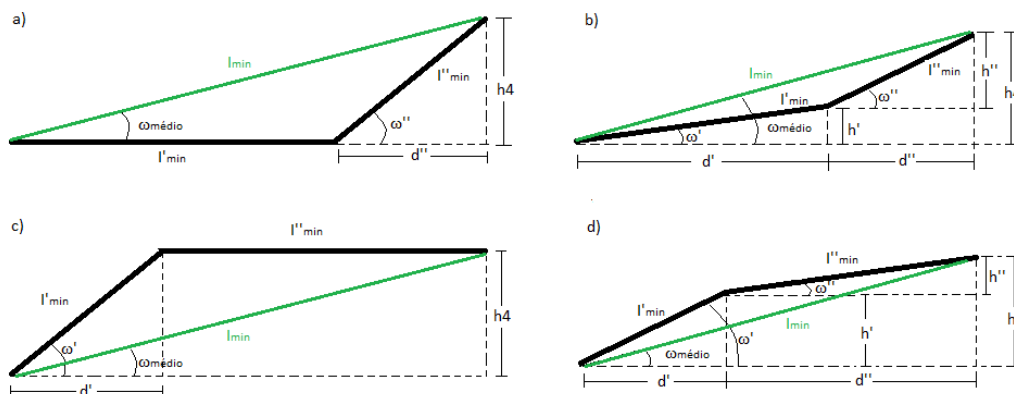 a)
lmin
l''min
h4
ωmédio
ω''
l'min
d''
b)
lmin
l''min
h''
l'min
ω''
h
ω'
ωmédio
h'
d'
d''
c)
l''min
l'min
lmin
h4
ω'
ωmédio
d'
d)
l''min
l'min
ω''
h''
lmin
h'
h
ωmédio
ω'
d'
d''